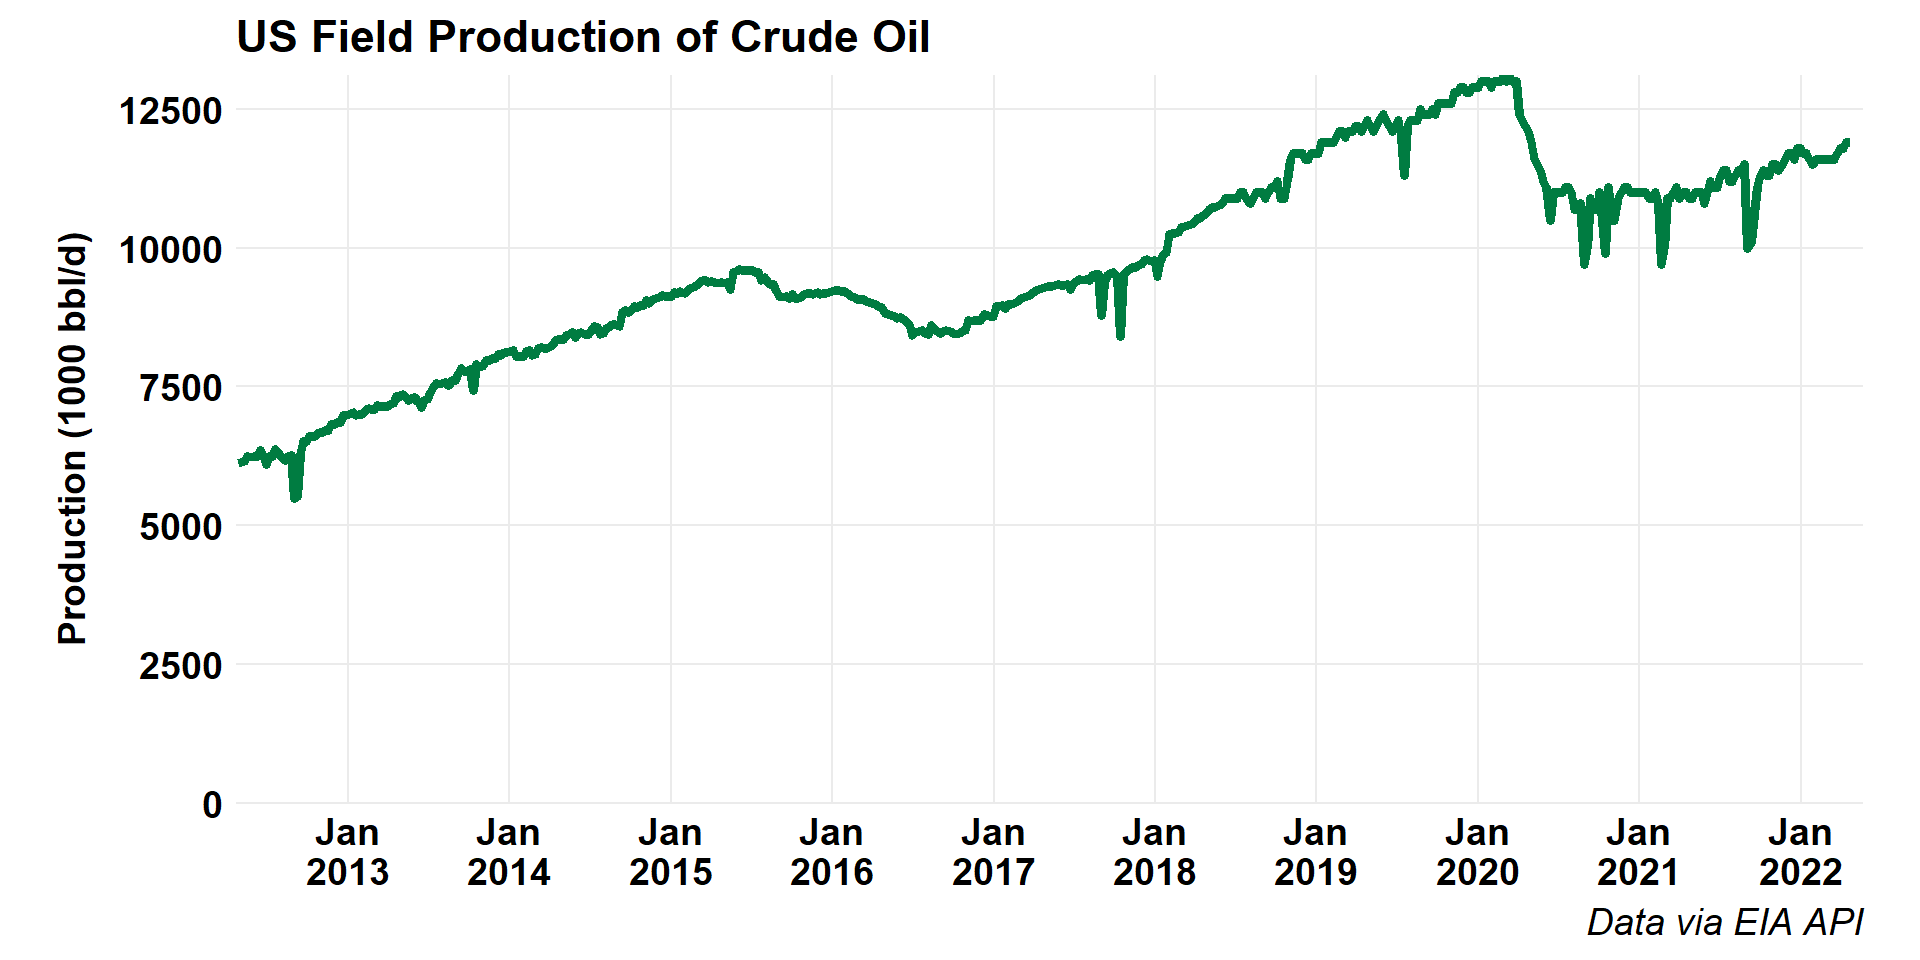 US Field Production of Crude Oil
Production (1000 bbl/d)
12500
10000
7500
5000
2500
0
Jan Jan Jan Jan Jan Jan Jan Jan Jan Jan
2013 2014 2015 2016 2017 2018 2019 2020 2021 2022
Data via EIA API